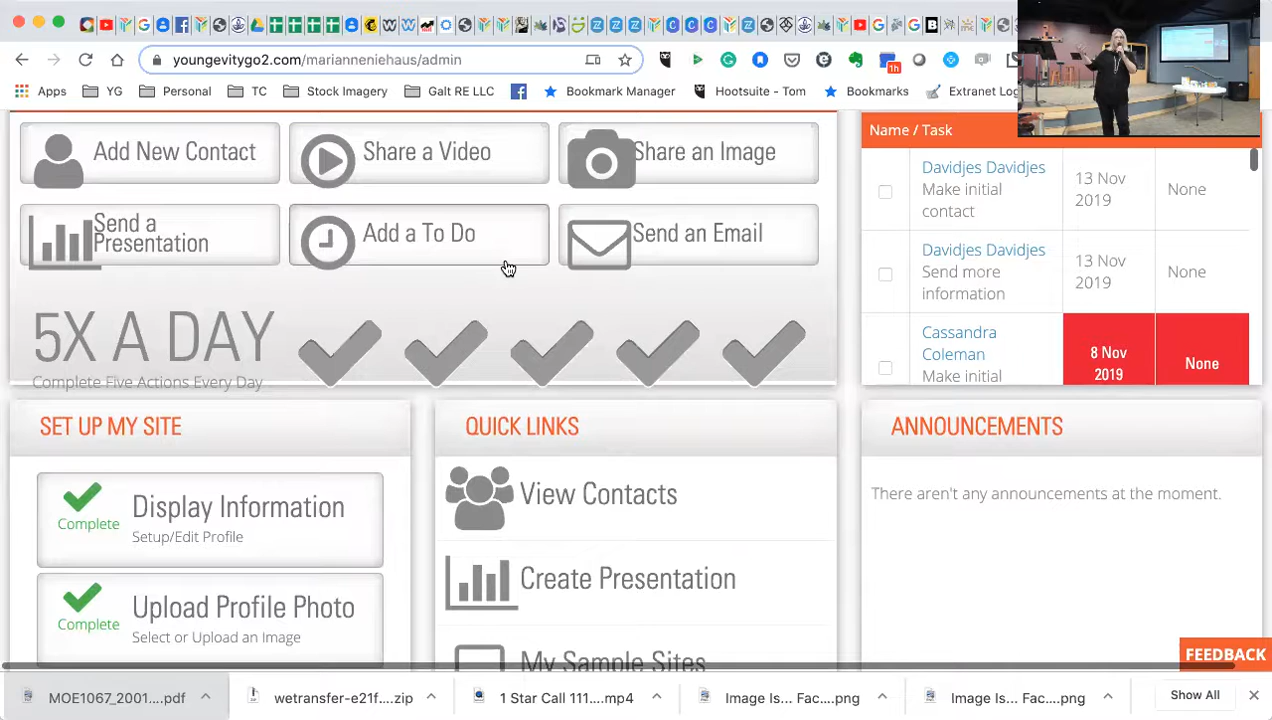 youngevitygo2.com/marianneniehaus/admin
1h
Apps
YG
Personal
TC
Stock Imagery
Galt RE LLC
Bookmark Manager
Hootsuite - Tom
Bookmarks
Extranet Log
Add New Contact
Share a Video
Share an Image
Send a
Presentation
Add a To Do
Send an Email
5X A DAY
Complete Five Actions Every Day
Name / Task
Davidjes Davidjes
Make initial
contact
13 Nov
2019
None
Davidjes Davidjes
Send more
information
13 Nov
2019
None
Cassandra
Coleman
Make initial
8 Nov
2019
None
SET UP MY SITE
Complete
Display Information
Setup/Edit Profile
Complete
Upload Profile Photo
Select or Upload an Image
QUICK LINKS
View Contacts
Create Presentation
My Sample Sites
ANNOUNCEMENTS
There aren't any announcements at the moment.
FEEDBACK
MOE1067_2001....pdf
wetransfer-e21f....zip
1 Star Call 111....mp4
Image Is... Fac....png
Image Is... Fac....png
Show All